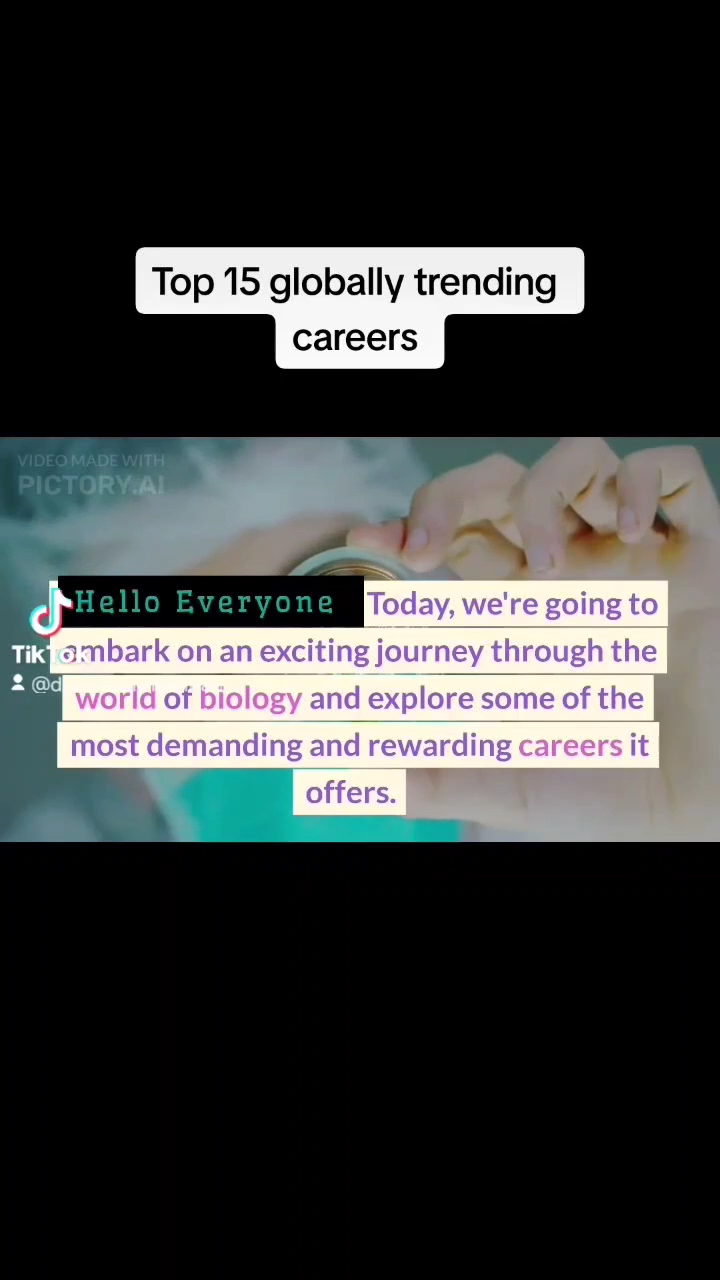 Top 15 globally trending
careers
VIDEO MADE WITH
PICTORY.AI
Hello Everyone Today, we're going to
embark on an exciting journey through the
world of biology and explore some of the
most demanding and rewarding careers it
offers.
TikTok